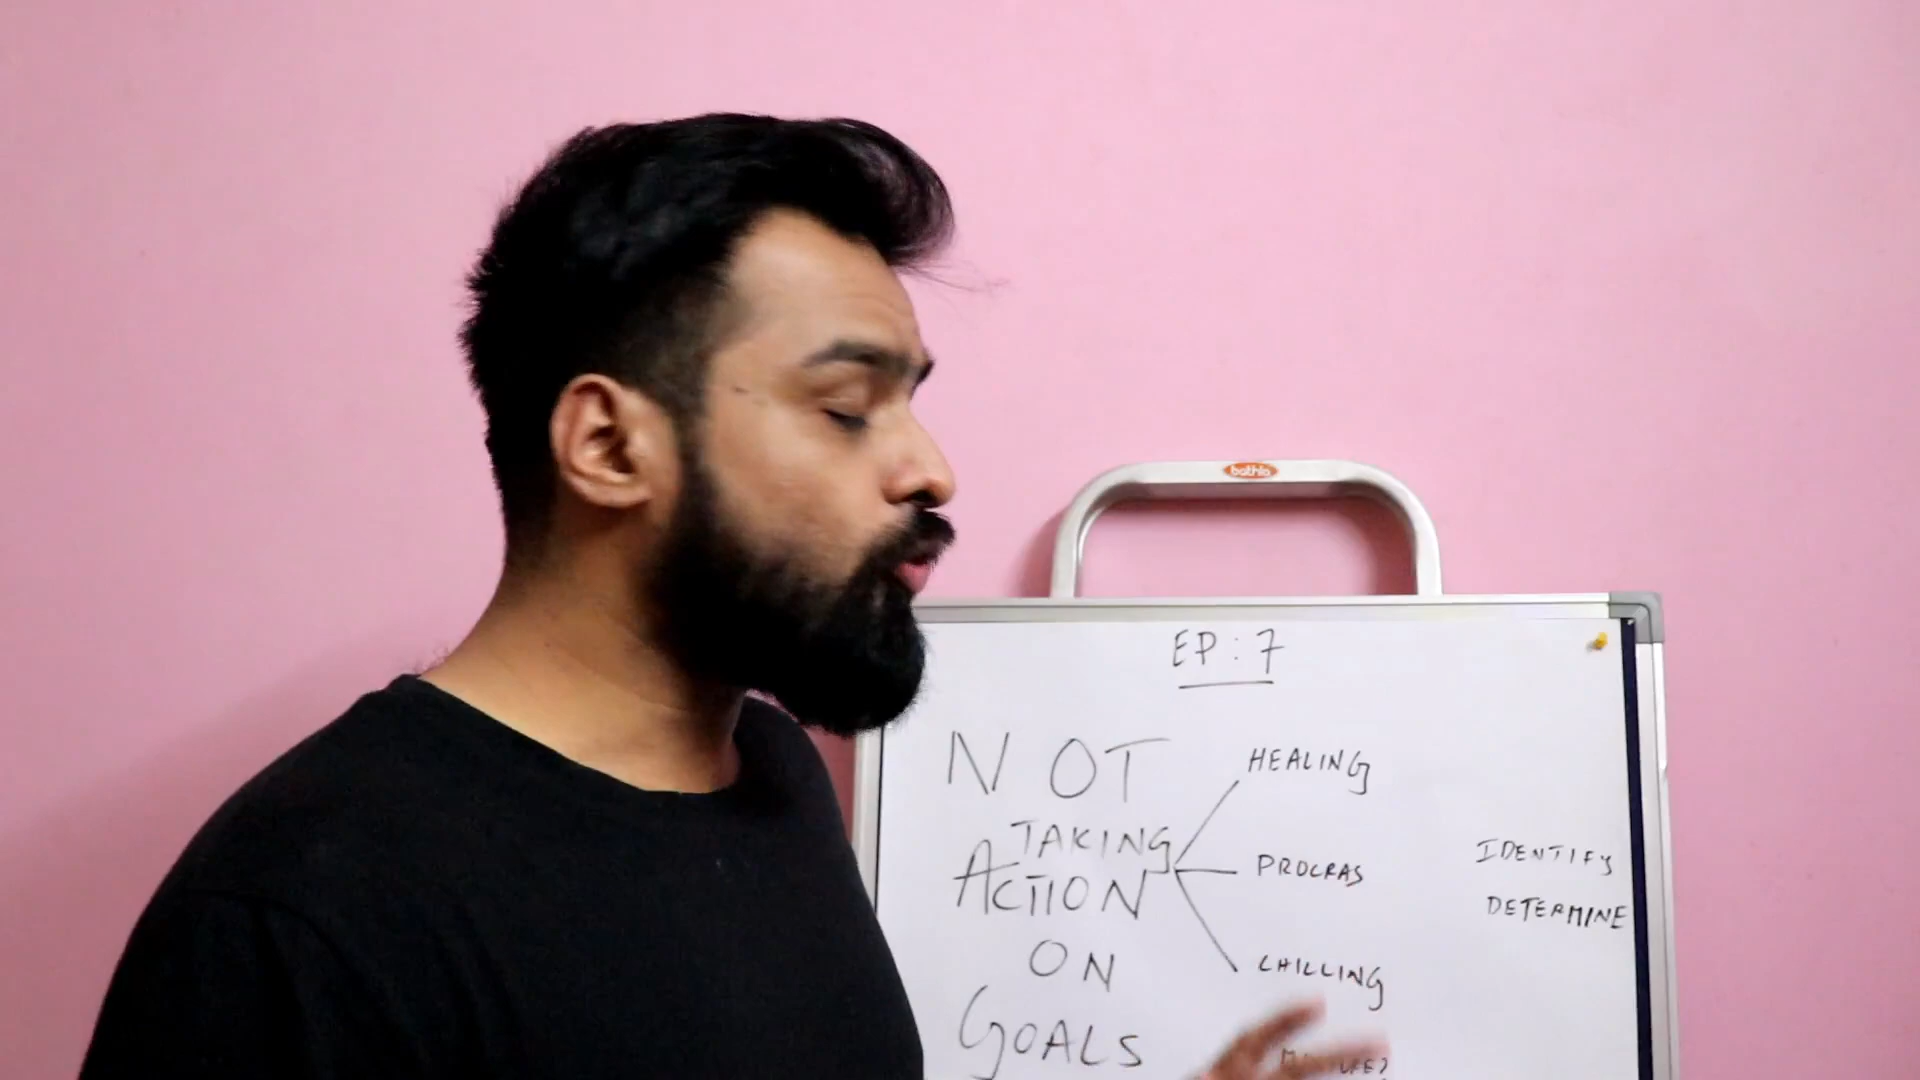 bathla
EP : 7
NOT
TAKING
ACTION
ON
GOALS
HEALING
PROCRAS
CHILLING
IDENTIFY
DETERMINE